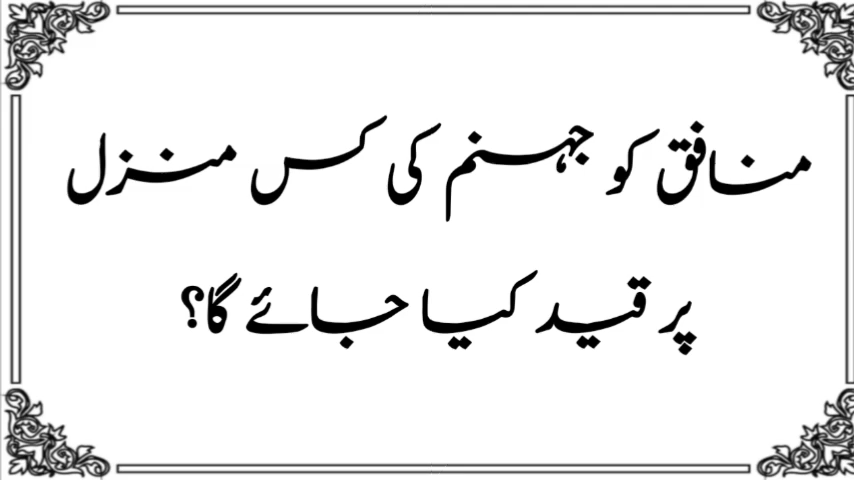 منافق کو جہنم کی کس منزل
پر قید کیا جائے گا؟